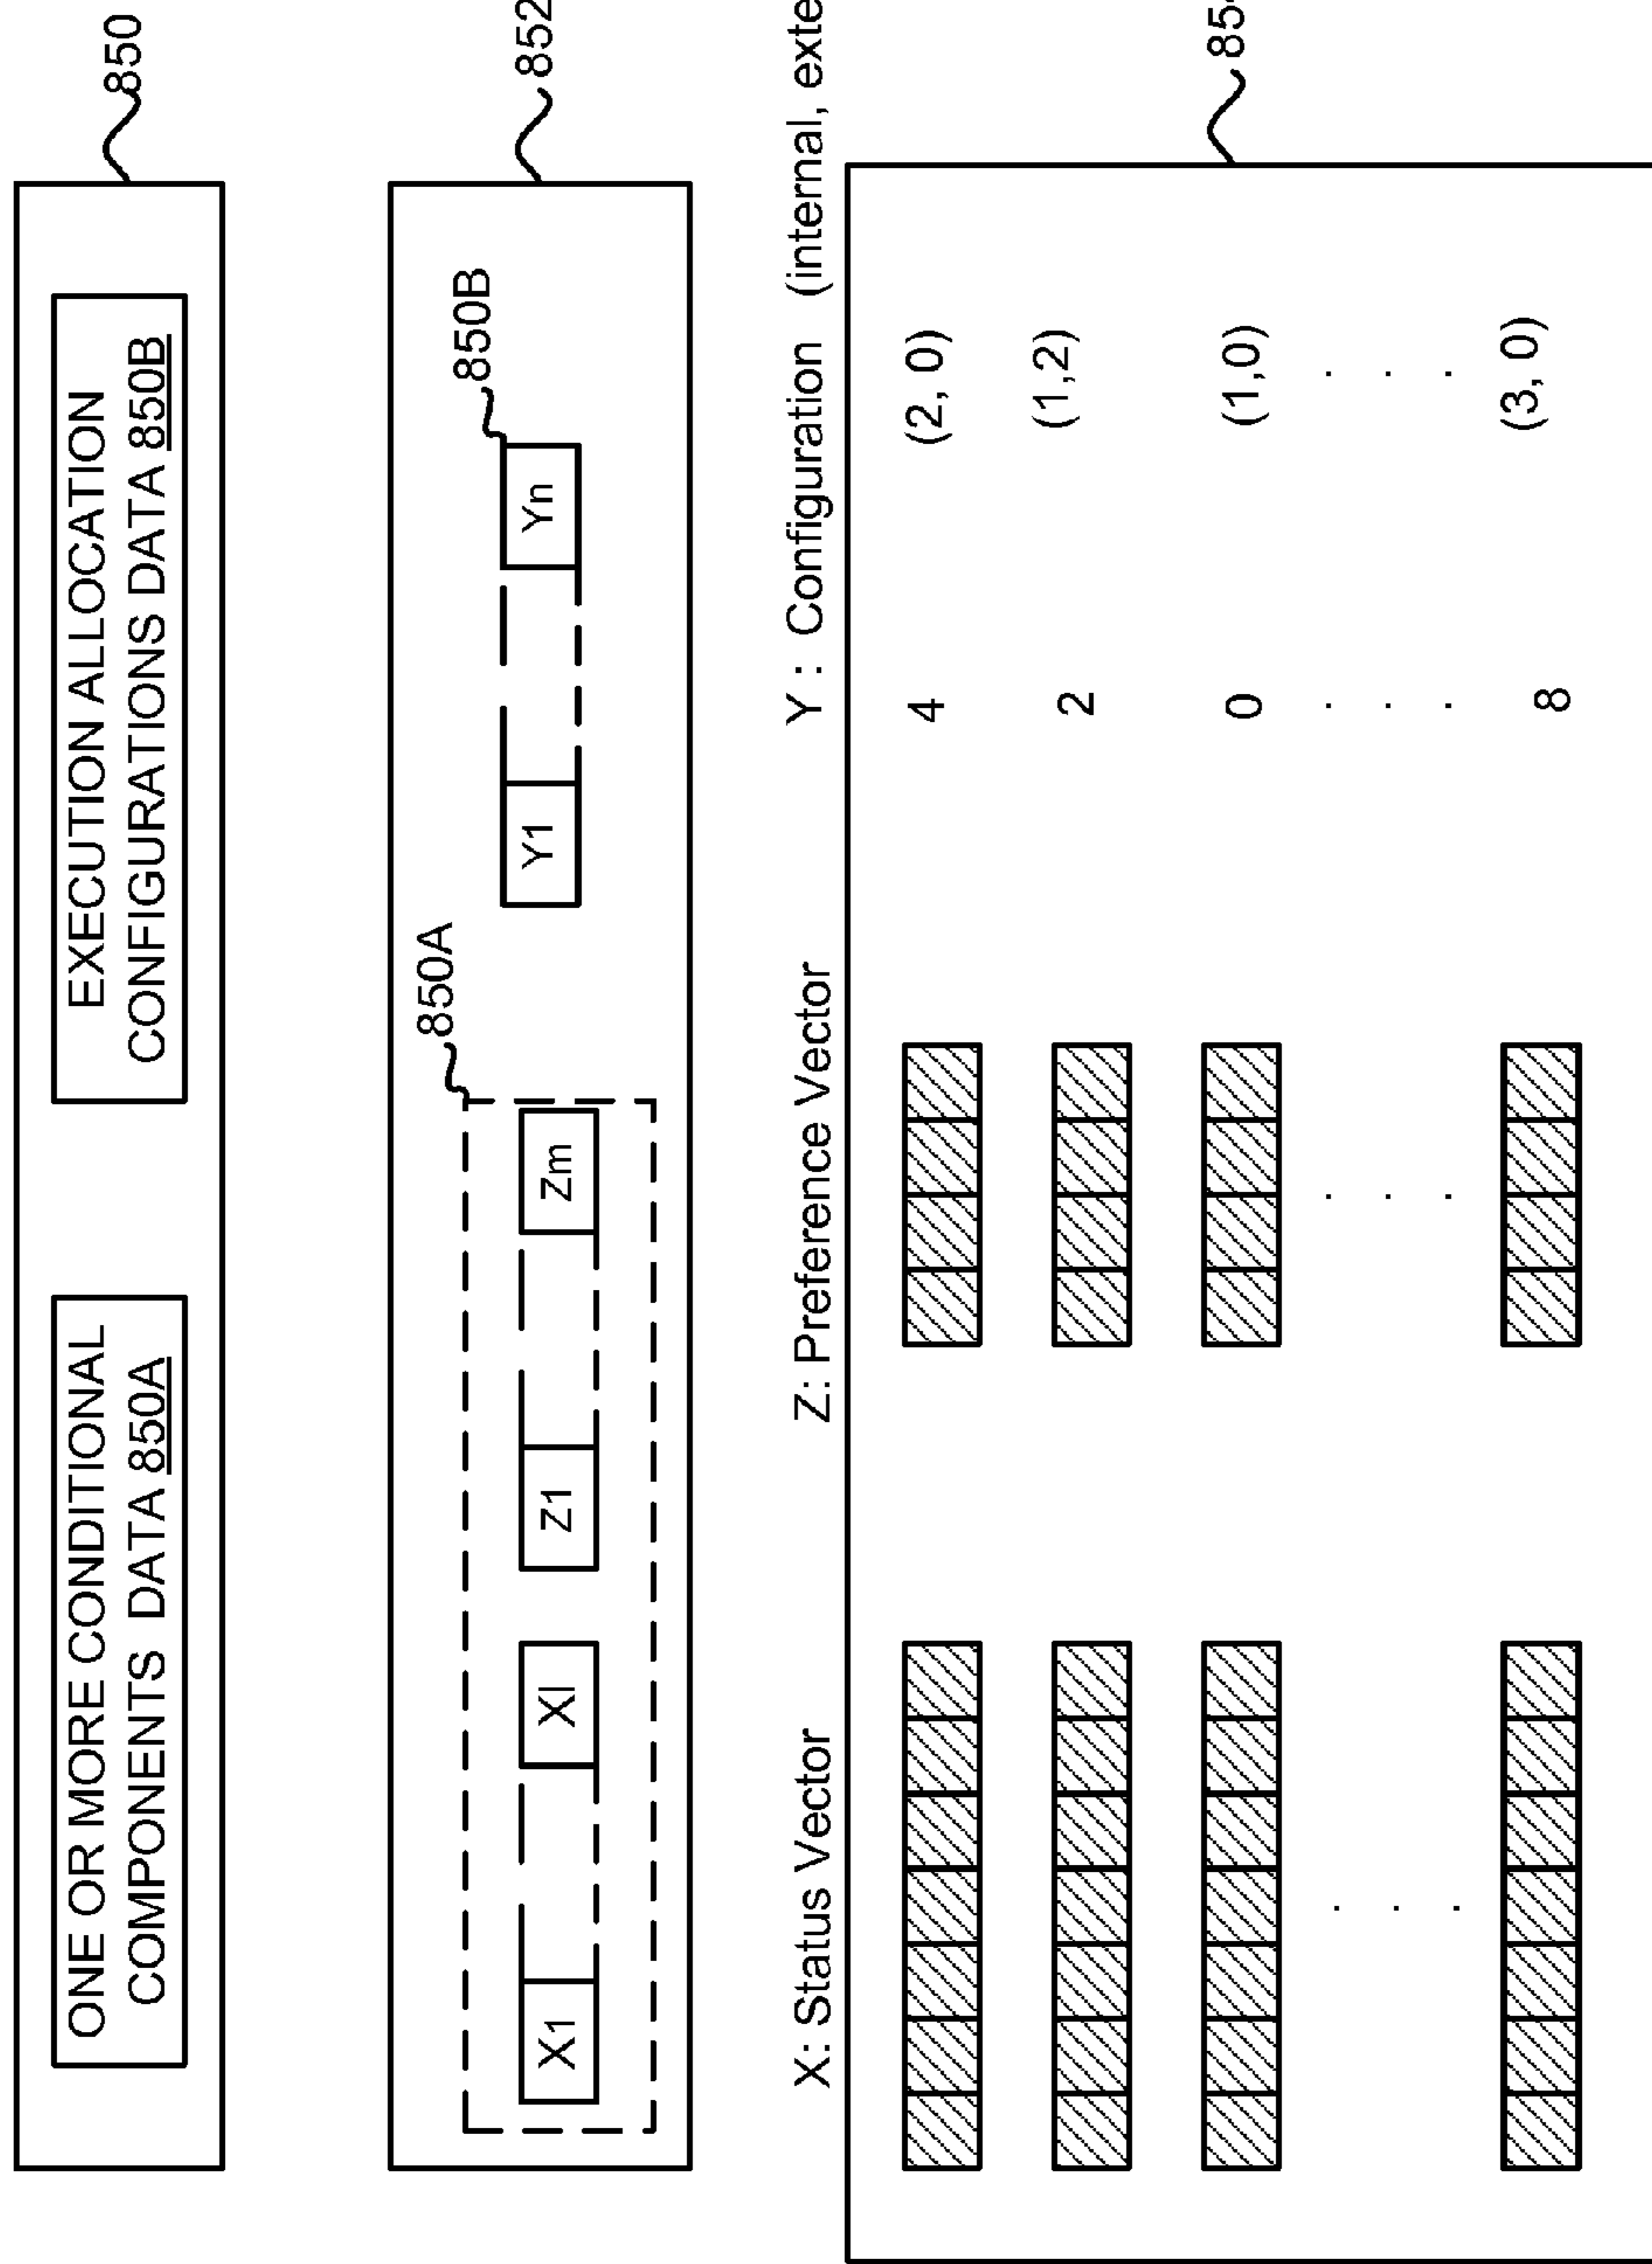 850
ONE OR MORE CONDITIONAL
COMPONENTS DATA 850A
EXECUTION ALLOCATION
CONFIGURATIONS DATA 850B
852
850A
850B
X1
Xl
Z1
Zm
Y1
Yn
X: Status Vector
Z: Preference Vector
Y : Configuration (internal,
4 (2, 0)
2 (1,2)
0 (1,0)
. . . .
. . . .
. . . .
8 (3, 0)